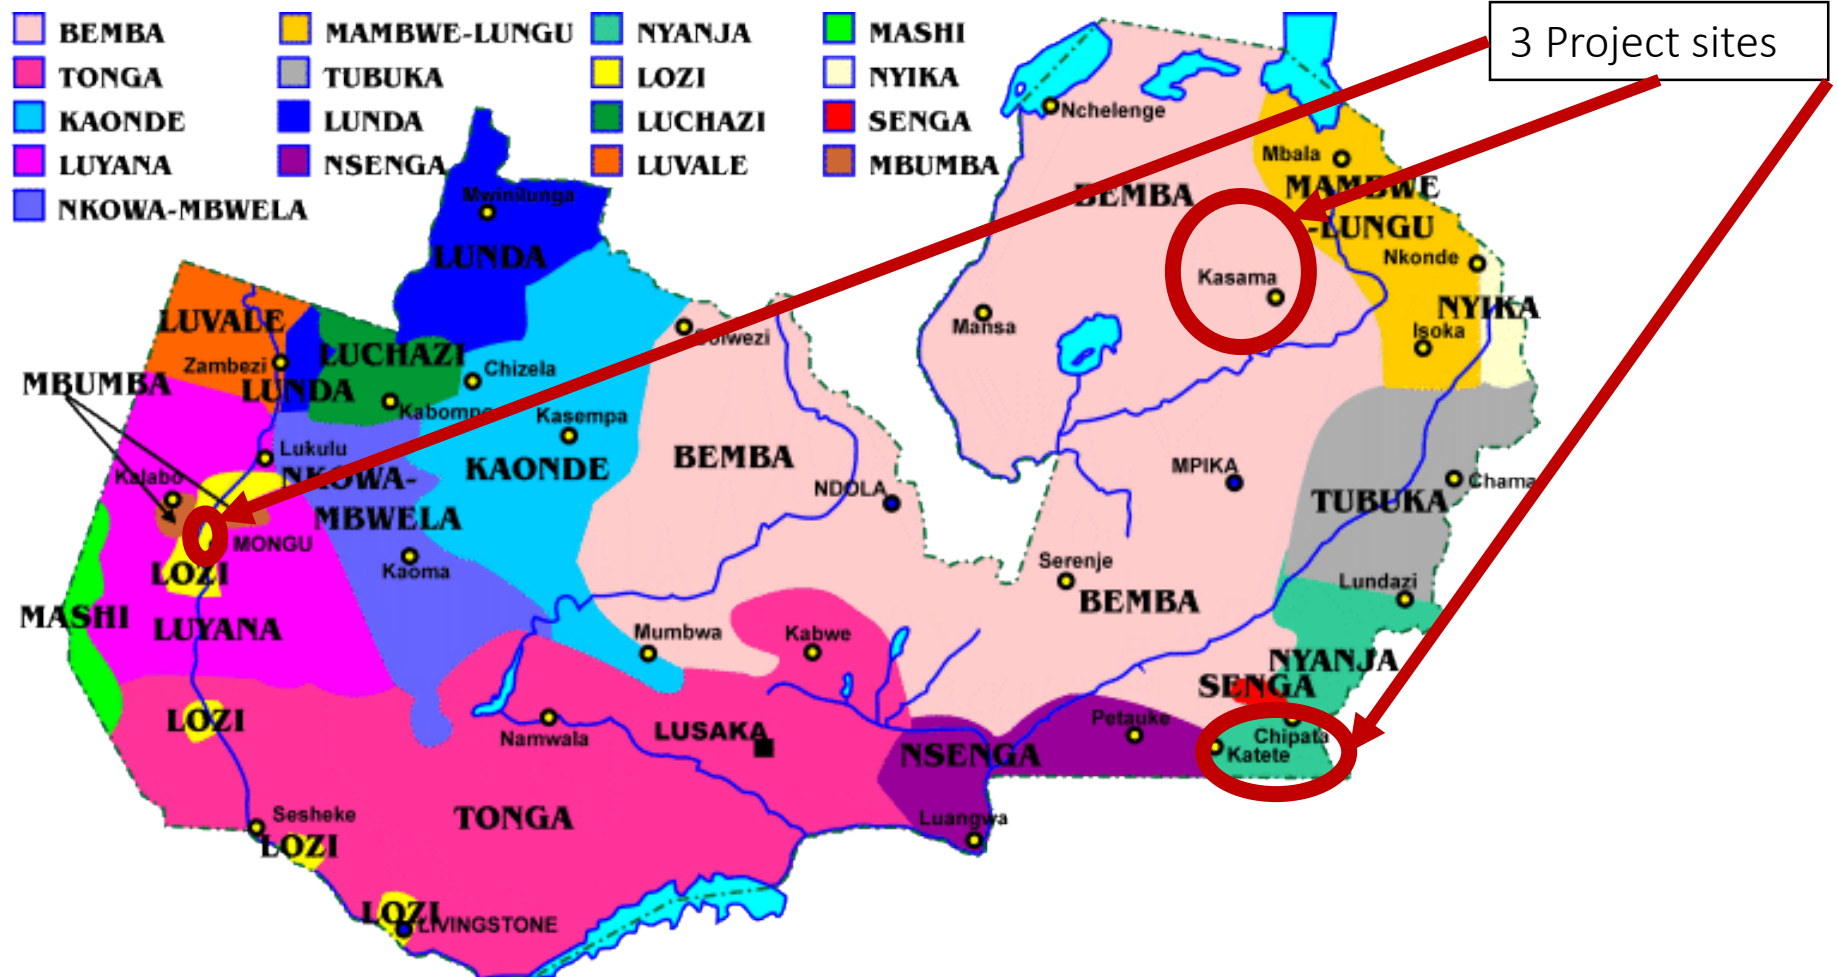 BEMBA
MAMBWE-LUNGU
NYANJA
MASHI
3 Project sites
TONGA
TUBUKA
LOZI
NYIKA
KAONDE
LUNDA
LUCHAZI
SENGA
LUYANA
NSENGA
LUVALE
MBUMBA
NKOWA-MBWELA
Nchelenge
Mbala
MAMBWE
-LUNGU
BEMBA
Mwinilunga
LUNDA
Nkonde
Kasama
NYIKA
Isoka
Mansa
LUVALE
Solwezi
LUCHAZI
Zambezi
Chizela
MBUMBA
LUNDA
Kabompo
Kasempa
Lukulu
BEMBA
KAONDE
NKOWA-
MBWELA
Kalabo
NDOLA
MPIKA
Chama
TUBUKA
MONGU
LOZI
Kaoma
Serenje
Lundazi
BEMBA
MASHI
LUYANA
Mumbwa
Kabwe
NYANJA
SENGA
LOZI
Petauke
LUSAKA
Namwala
Chipata
Katete
NSENGA
Sesheke
LOZI
TONGA
Luangwa
LOZI
LIVINGSTONE